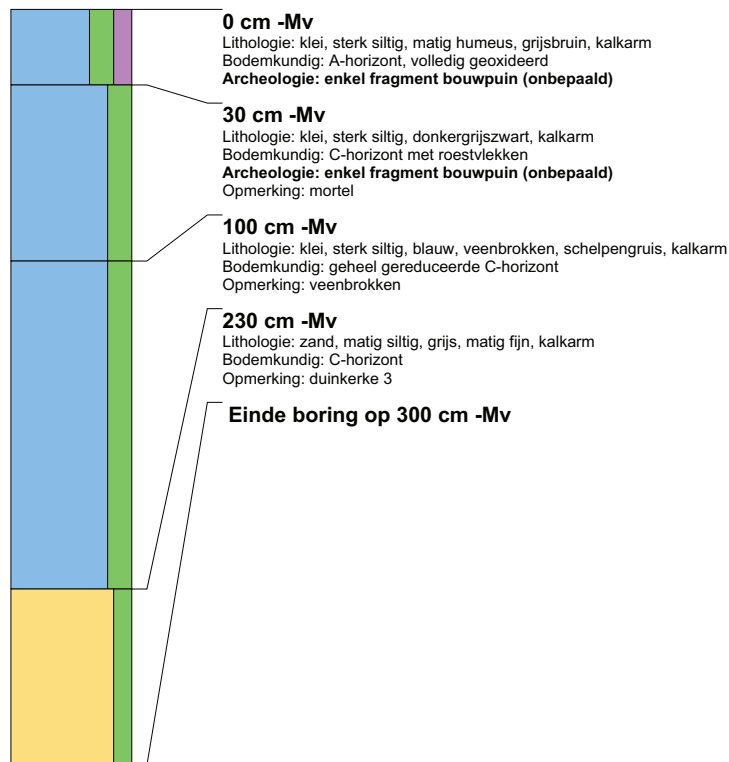 0 cm -Mv
Lithologie: klei, sterk siltig, matig humeus, grijsbruin, kalkarm
Bodemkundig: A-horizont, volledig geoxideerd
Archeologie: enkel fragment bouwpuin (onbepaald)
30 cm -Mv
Lithologie: klei, sterk siltig, donkergrijszwart, kalkarm
Bodemkundig: C-horizont met roestvlekken
Archeologie: enkel fragment bouwpuin (onbepaald)
Opmerking: mortel
100 cm -Mv
Lithologie: klei, sterk siltig, blauw, veenbrokken, schelpengruis, kalkarm
Bodemkundig: geheel gereduceerde C-horizont
Opmerking: veenbrokken
230 cm -Mv
Lithologie: zand, matig siltig, grijs, matig fijn, kalkarm
Bodemkundig: C-horizont
Opmerking: duinkerke 3
Einde boring op 300 cm -Mv